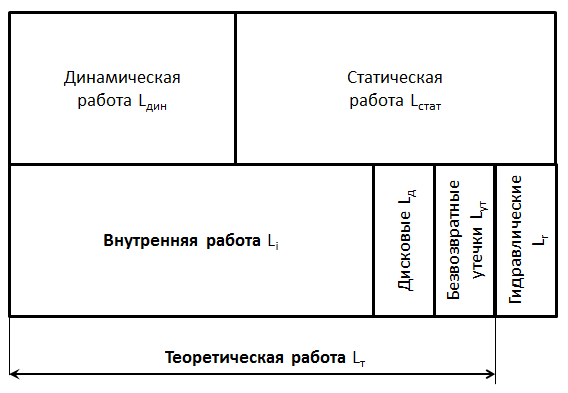 Динамическая
работа Lдин
Статическая
работа Lстат
Внутренняя работа Li
Дисковые Lд
Безвозвратные
утечки Lут
Гидравлические
Lг
Теоретическая работа Lт